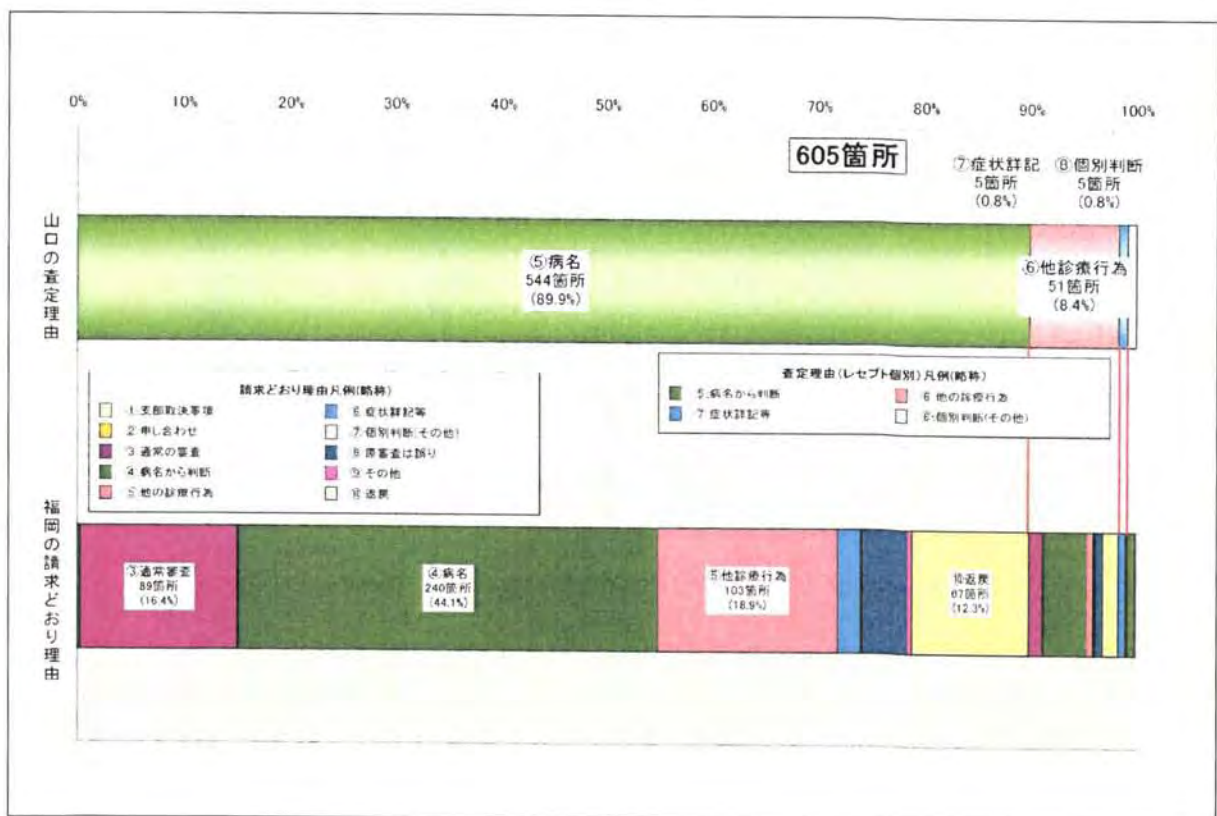 0% 10% 20% 30% 40% 50% 60% 70% 80% 90% 100%
605箇所
⑦症状詳記
5箇所
(0.8%)
⑧個別判断
5箇所
(0.8%)
山口の査定理由
⑤病名
544箇所
(89.9%)
⑥他診療行為
51箇所
(8.4%)
請求どおり理由凡例(略称)
1.支部取決事項
2.申し合わせ
3.通常の審査
4.病名から判断
5.他の診療行為
6.症状詳記等
7.個別判断(その他)
8.原審査は誤り
9.その他
10.返戻
査定理由(レセプト個別)凡例(略称)
5.病名から判断
7.症状詳記等
6.他の診療行為
8.個別判断(その他)
福岡の請求どおり理由
③通常審査
89箇所
(16.4%)
④病名
240箇所
(44.1%)
⑤他診療行為
103箇所
(18.9%)
⑩返戻
67箇所
(12.3%)